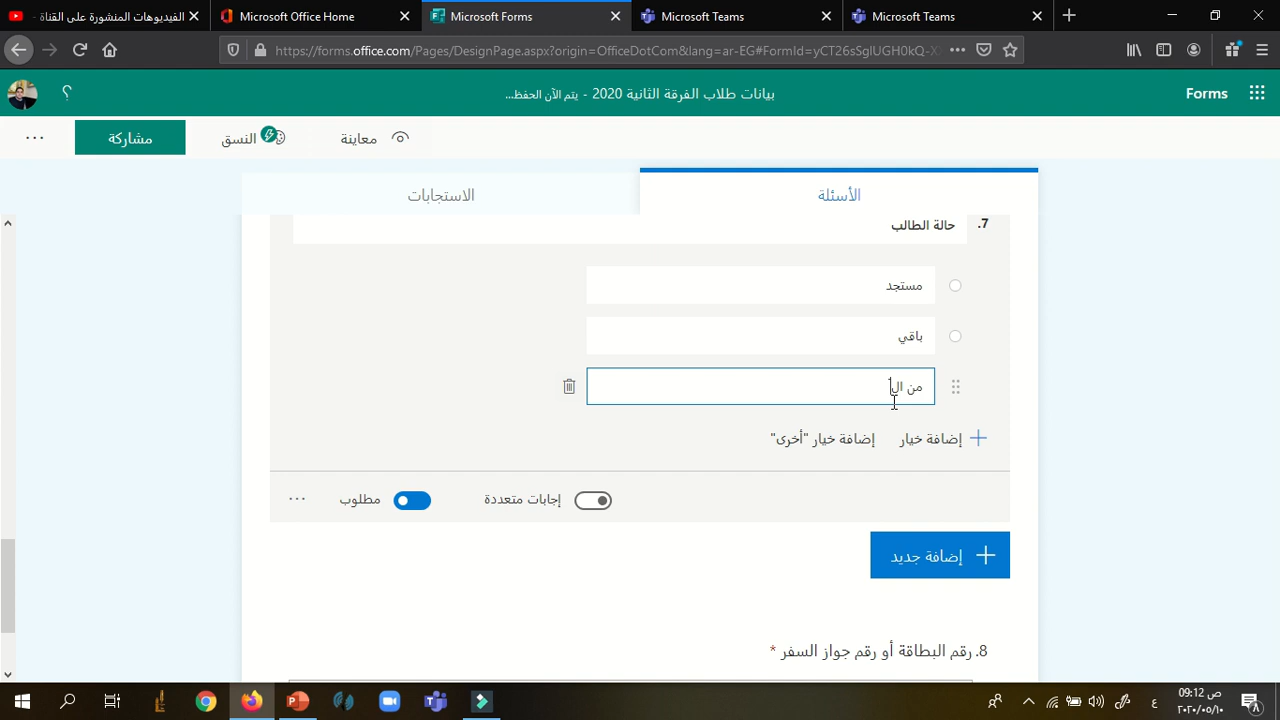 الفيديوهات المنشورة على القناة
Microsoft Office Home
Microsoft Forms
Microsoft Teams
Microsoft Teams
https://forms.office.com/Pages/DesignPage.aspx?origin=OfficeDotCom&lang=ar-EG#FormId=yCT26sSglUGH0kQ-X
Forms
بيانات طلاب الفرقة الثانية 2020 - يتم الآن الحفظ...
؟
معاينة
النسق
مشاركة
الأسئلة
الاستجابات
7. حالة الطالب
مستجد
باقي
من ال
إضافة خيار
إضافة خيار "أخرى"
إجابات متعددة
مطلوب
إضافة جديد
8. رقم البطاقة أو رقم جواز السفر *
ع
09:12 ص
٢٠٢٠/٠٥/١٠